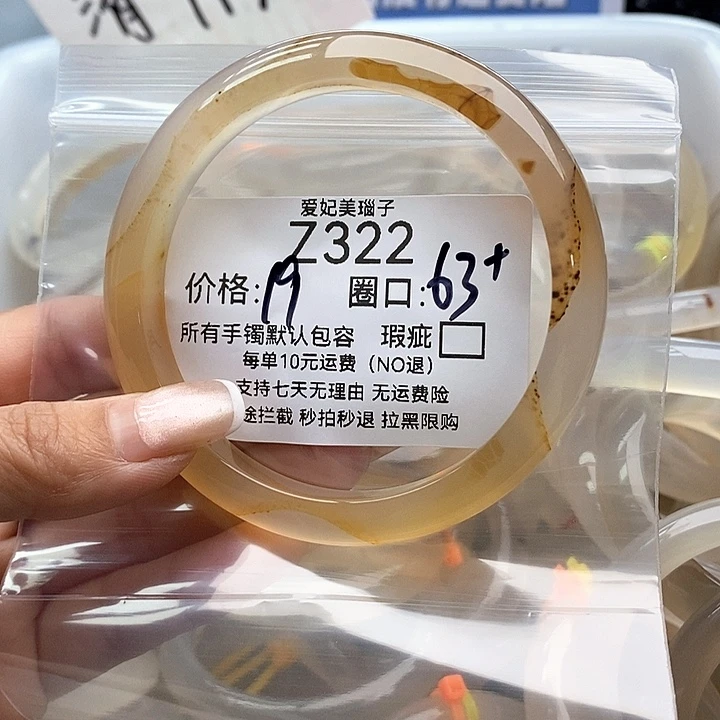 爱妃美瑙子
Z322
价格:19 圈口:63+
所有手镯默认包容 瑕疵
每单10元运费（NO退）
支持七天无理由 无运费险
途拦截 秒拍秒退 拉黑限购